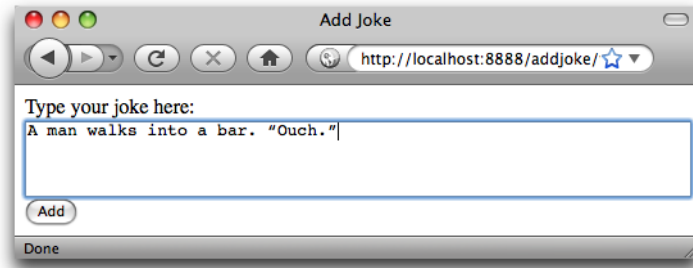 Add Joke
http://localhost:8888/addjoke/
Type your joke here:
A man walks into a bar. “Ouch.”
Add
Done